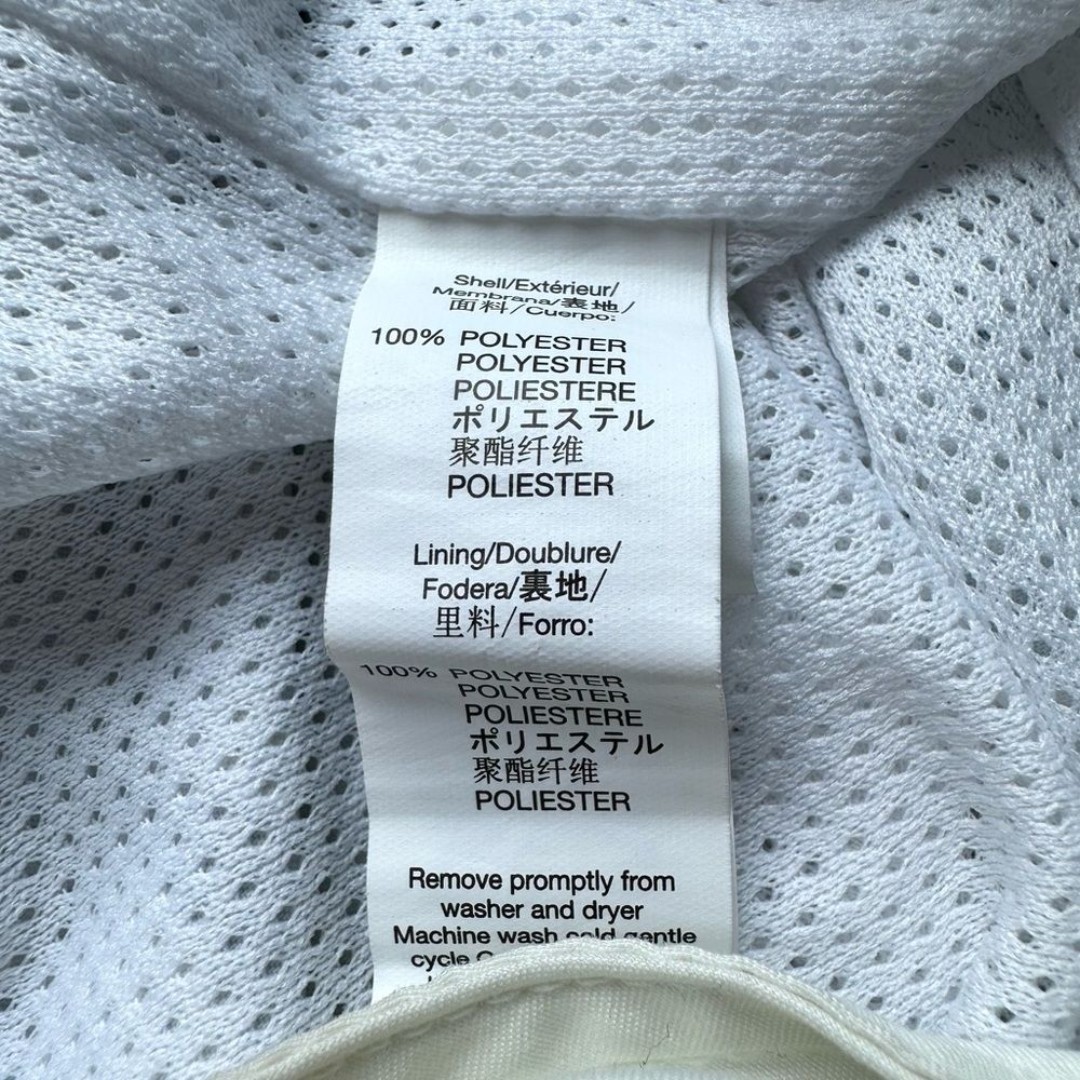 Shell/Extérieur/
Membrana/表地/
面料/Cuerpo:
100% POLYESTER
POLYESTER
POLIESTERE
ポリエステル
聚酯纤维
POLIESTER
Lining/Doublure/
Fodera/裏地/
里料/Forro:
100% POLYESTER
POLYESTER
POLIESTERE
ポリエステル
聚酯纤维
POLIESTER
Remove promptly from
washer and dryer
Machine wash cold gentle
cycle